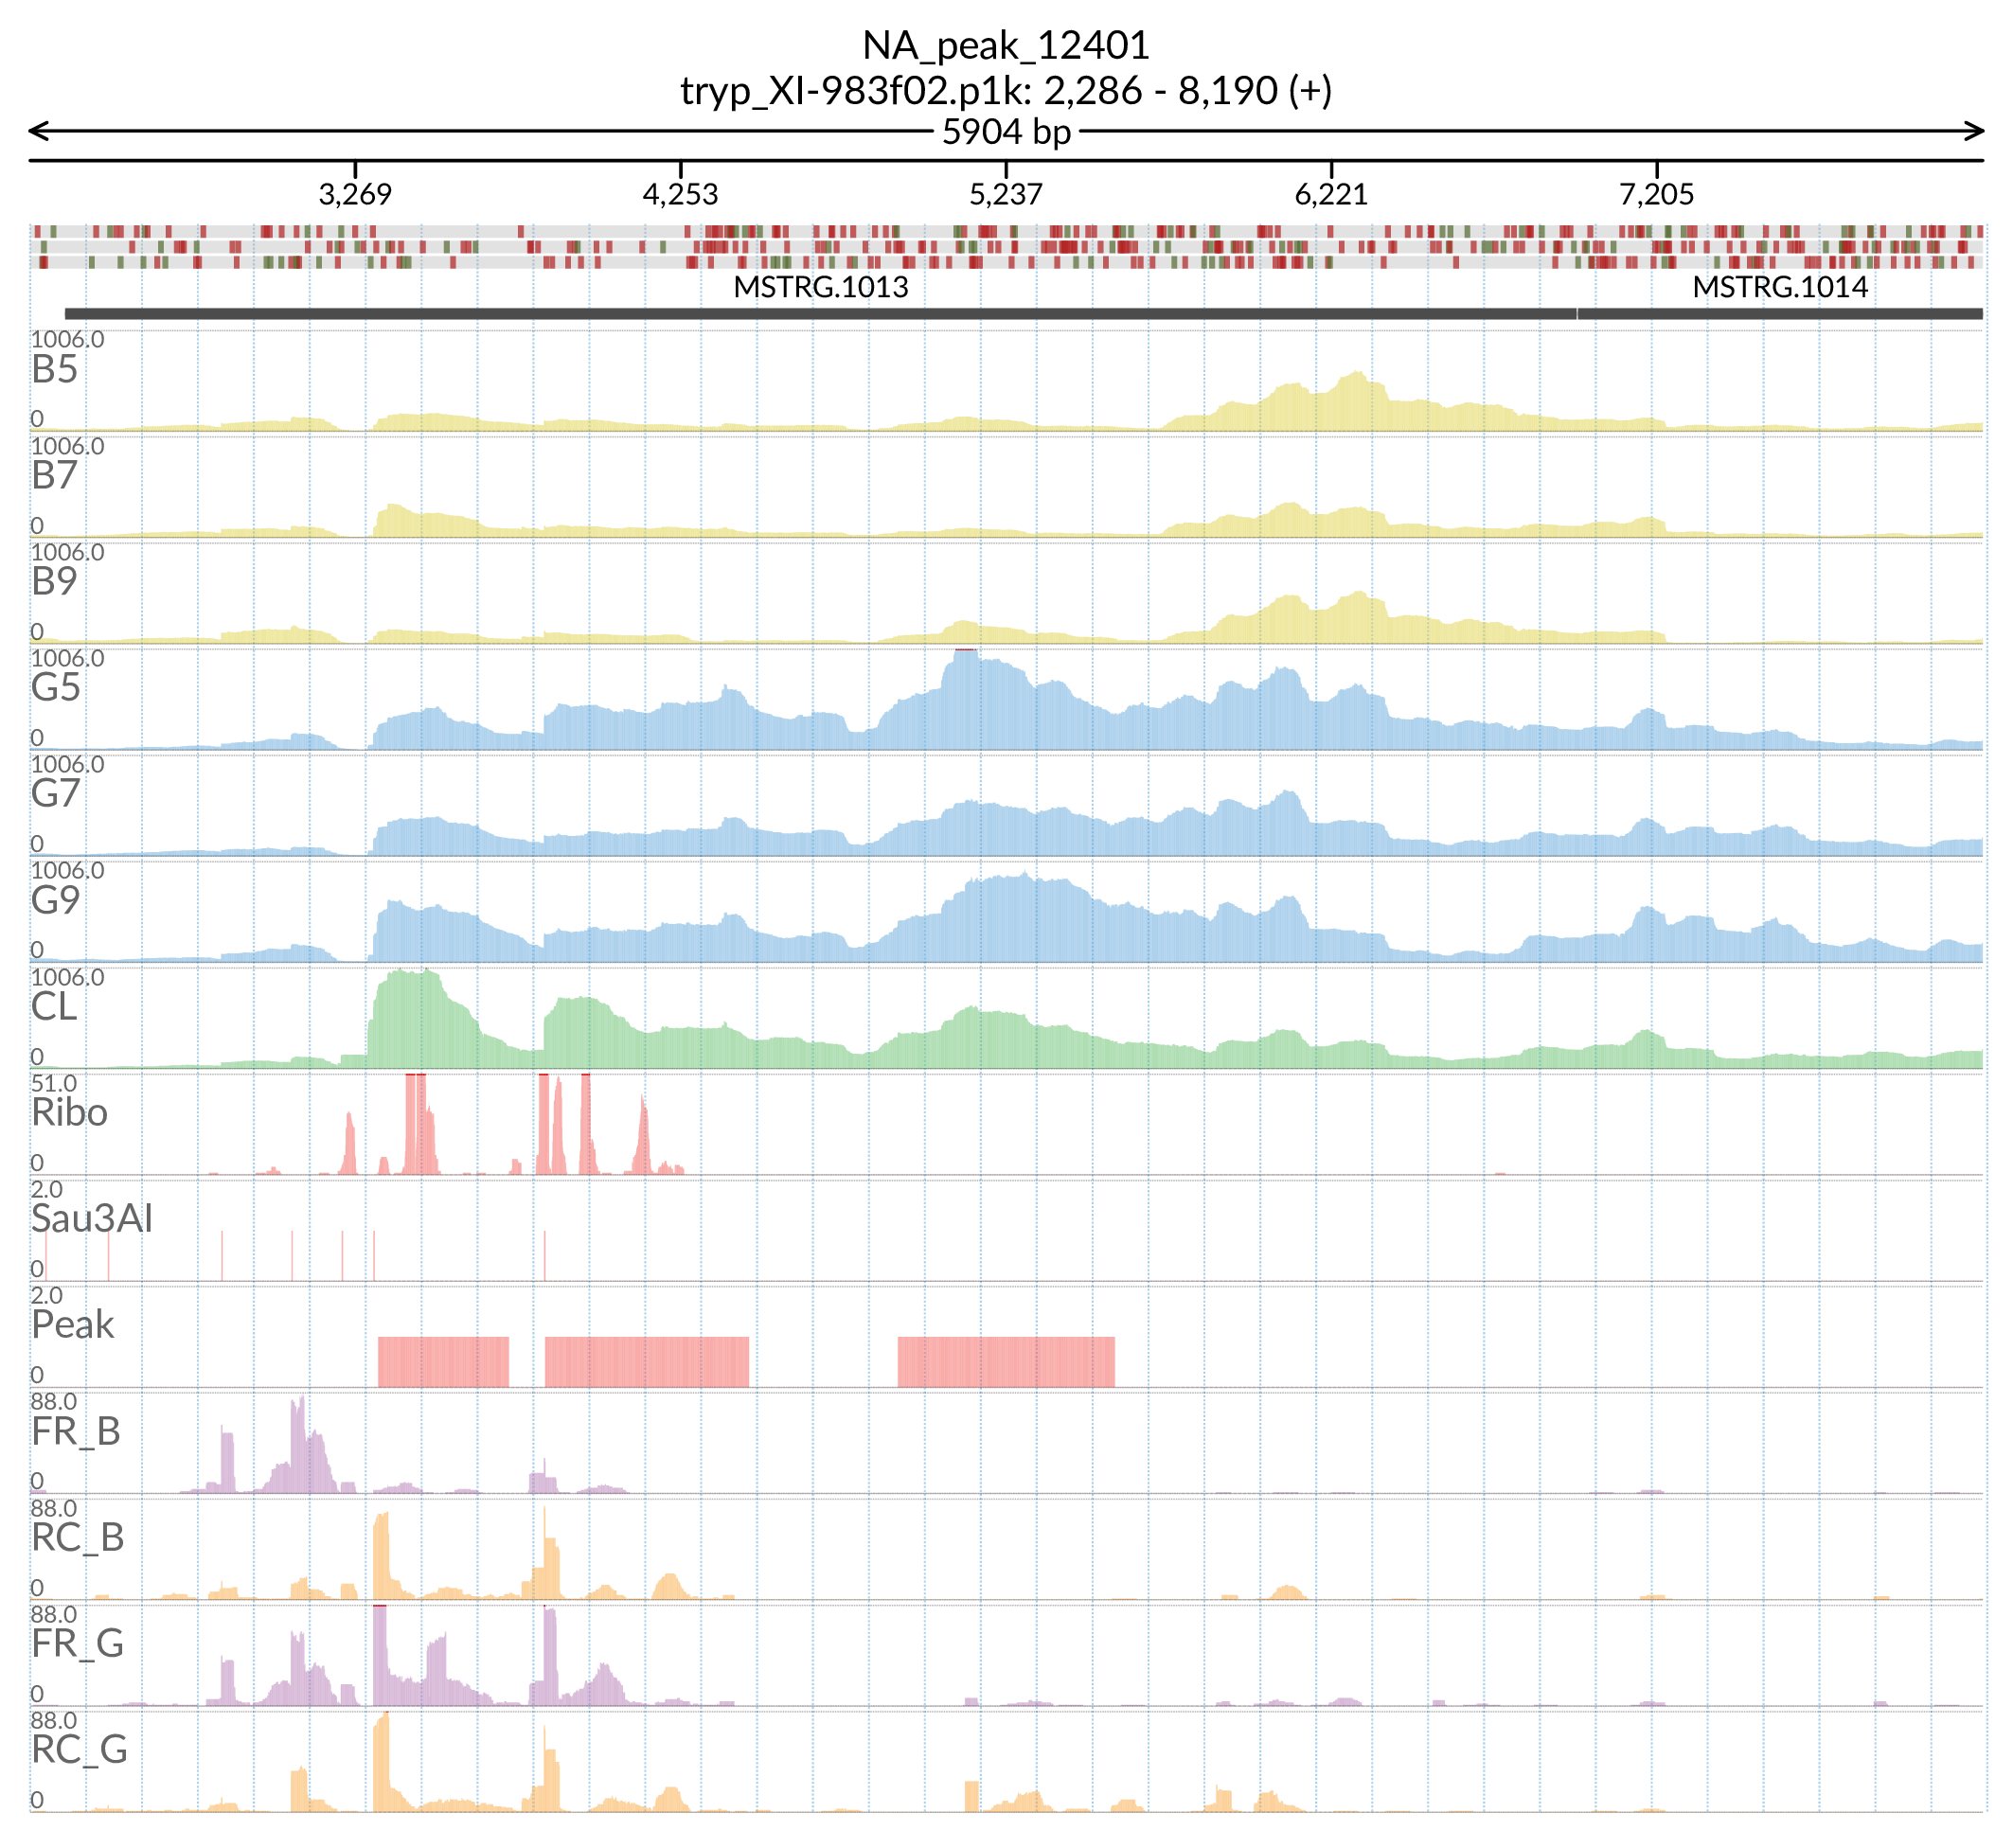 NA_peak_12401
tryp_XI-983f02.p1k: 2,286 - 8,190 (+)
5904 bp
3,269 4,253 5,237 6,221 7,205
MSTRG.1013 MSTRG.1014
1006.0
B5
0
1006.0
B7
0
1006.0
B9
0
1006.0
G5
0
1006.0
G7
0
1006.0
G9
0
1006.0
CL
0
51.0
Ribo
0
2.0
Sau3AI
0
2.0
Peak
0
88.0
FR_B
0
88.0
RC_B
0
88.0
FR_G
0
88.0
RC_G
0